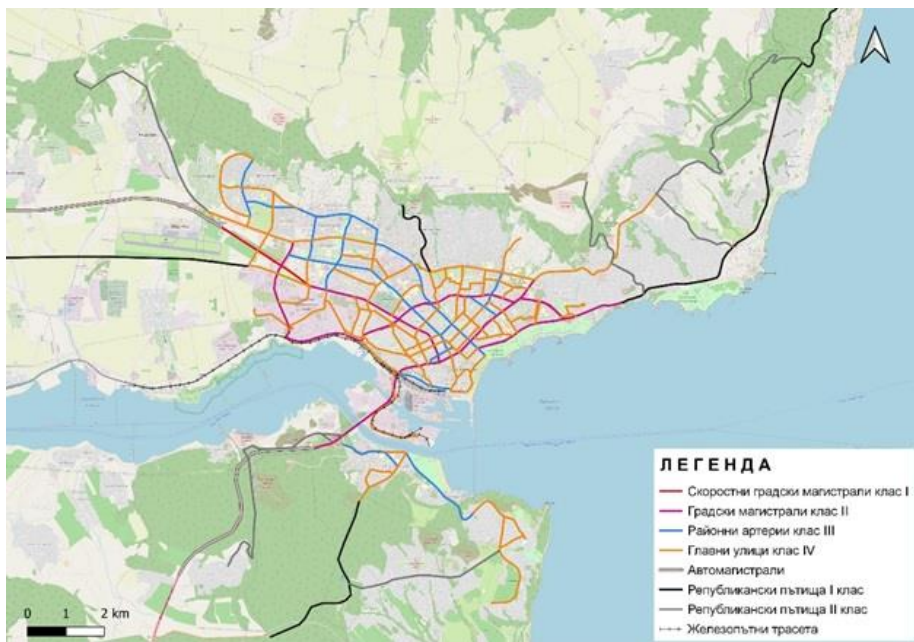 ЛЕГЕНДА
Скоростни градски магистрали клас I
Градски магистрали клас II
Районни артерии клас III
Главни улици клас IV
Автомагистрали
Републикански пътища I клас
Републикански пътища II клас
Железопътни трасета
0 1 2 km